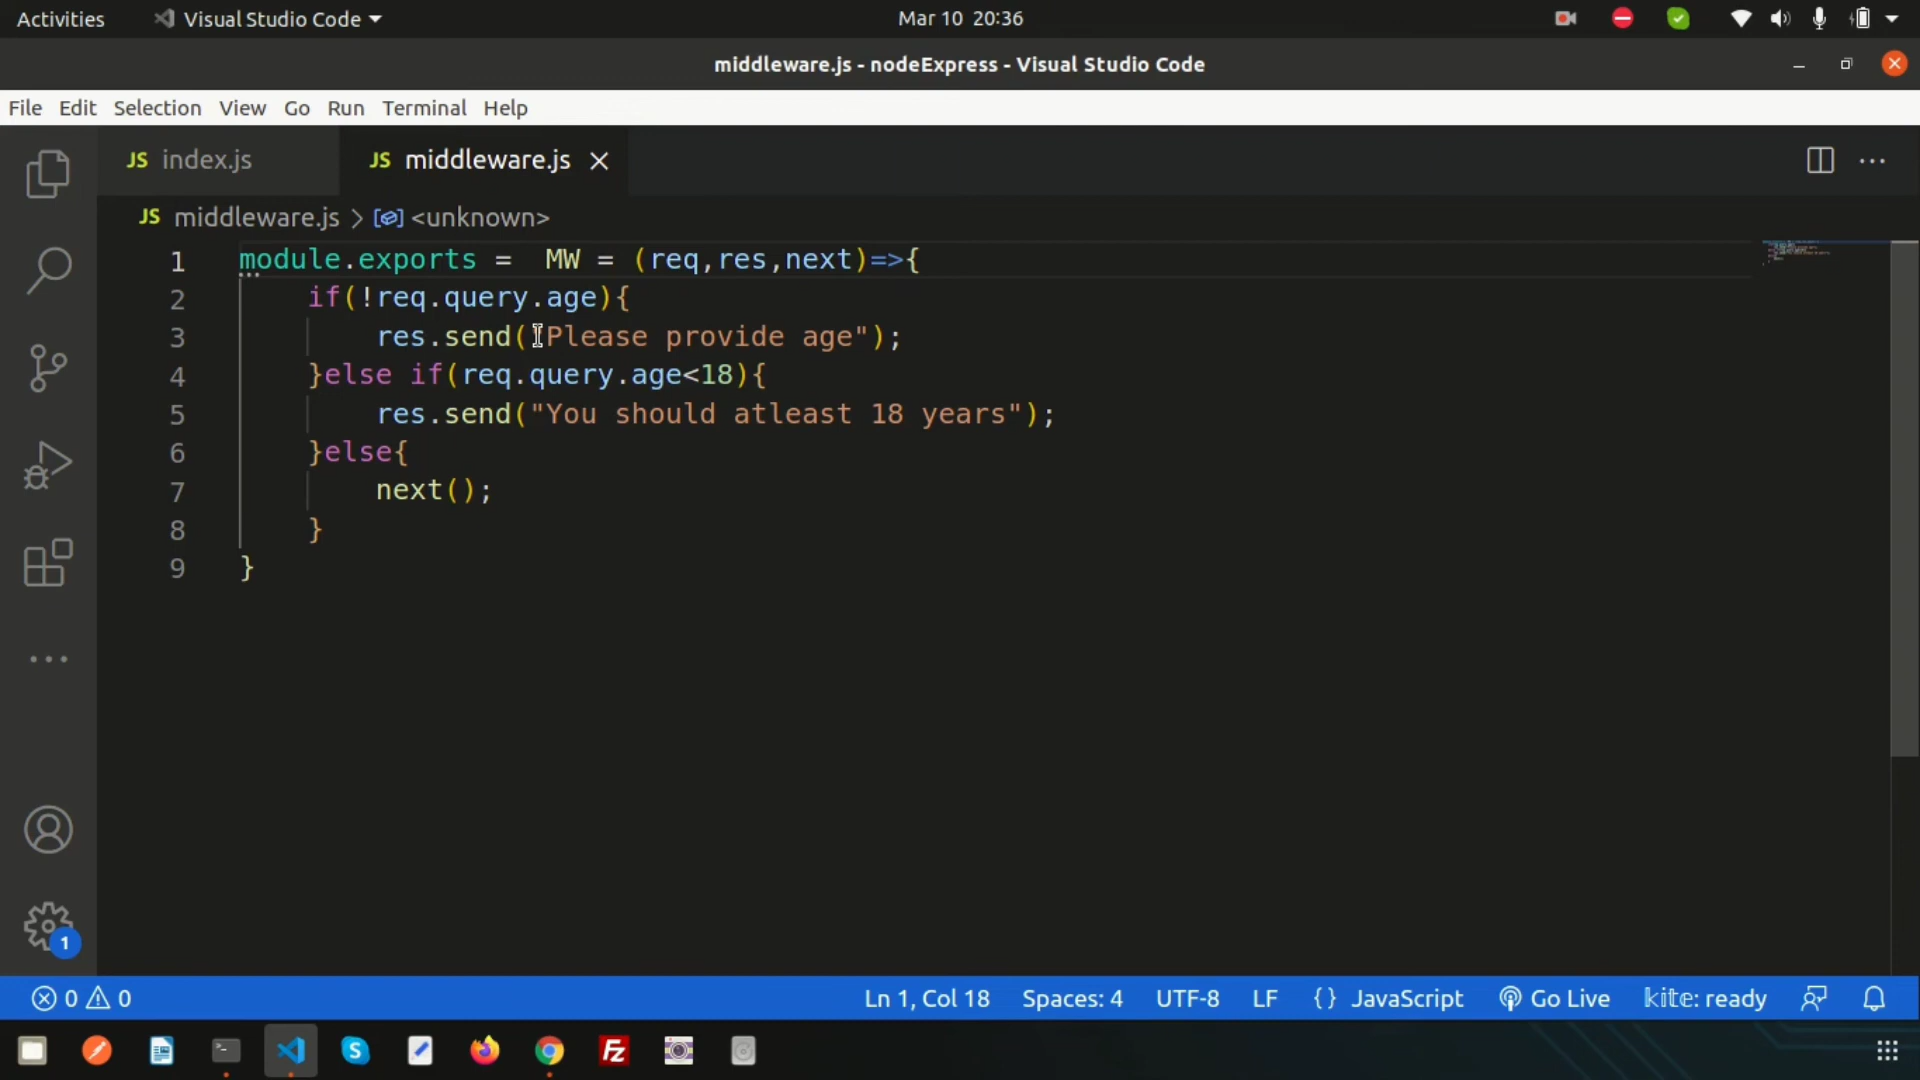 Activities
Visual Studio Code
Mar 10 20:36
middleware.js - nodeExpress - Visual Studio Code
File Edit Selection View Go Run Terminal Help
JS index.js
JS middleware.js
JS middleware.js > <unknown>
1 module.exports =  MW = (req,res,next)=>{
2     if(!req.query.age){
3         res.send("Please provide age");
4     }else if(req.query.age<18){
5         res.send("You should atleast 18 years");
6     }else{
7         next();
8     }
9 }
1
0 0 Ln 1, Col 18 Spaces: 4 UTF-8 LF {} JavaScript Go Live kite: ready